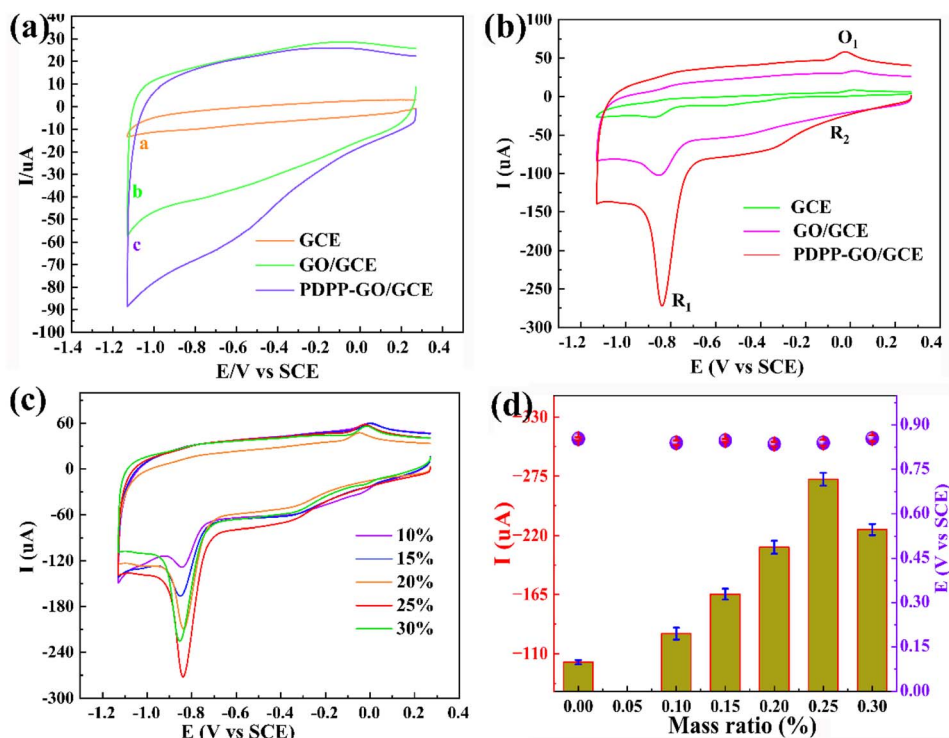 (a)
40
30
20
10
0
-10
-20
-30
-40
-50
-60
-70
-80
-90
-100
I/uA
a
b
c
GCE
GO/GCE
PDPP-GO/GCE
-1.4 -1.2 -1.0 -0.8 -0.6 -0.4 -0.2 0.0 0.2 0.4
E/V vs SCE
(b)
100
50
0
-50
-100
-150
-200
-250
-300
I (uA)
O1
R2
R1
GCE
GO/GCE
PDPP-GO/GCE
-1.2 -1.0 -0.8 -0.6 -0.4 -0.2 0.0 0.2 0.4
E (V vs SCE)
(c)
60
0
-60
-120
-180
-240
-300
I (uA)
10%
15%
20%
25%
30%
-1.2 -1.0 -0.8 -0.6 -0.4 -0.2 0.0 0.2 0.4
E (V vs SCE)
(d)
-330
-275
-220
-165
-110
I (uA)
0.90
0.75
0.60
0.45
0.30
0.15
0.00
E (V vs SCE)
0.00 0.05 0.10 0.15 0.20 0.25 0.30
Mass ratio (%)